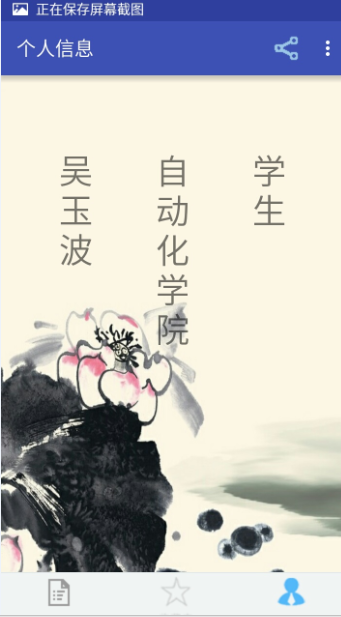 正在保存屏幕截图
个人信息
吴玉波
自动化学院
学生